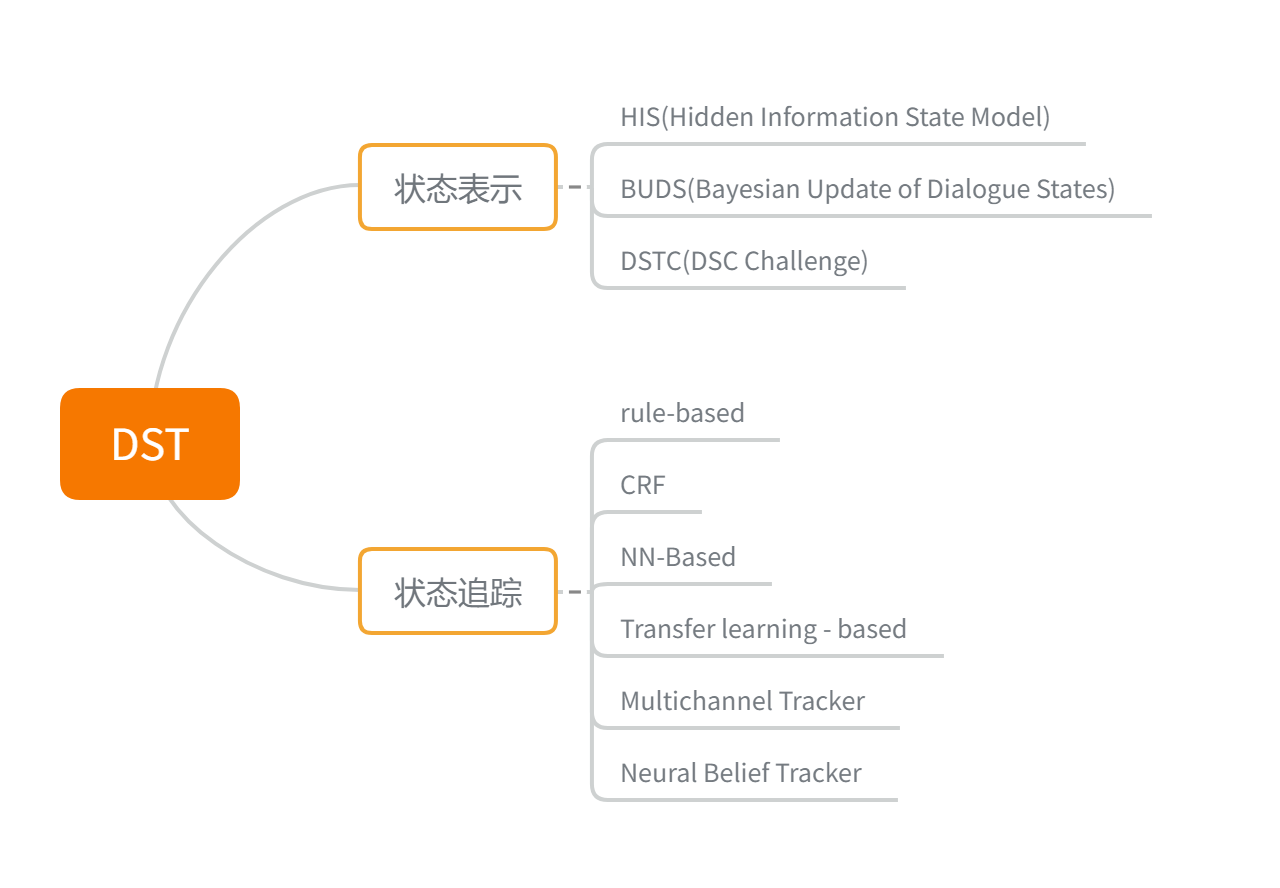 DST
状态表示
HIS(Hidden Information State Model)
BUDS(Bayesian Update of Dialogue States)
DSTC(DSC Challenge)
状态追踪
rule-based
CRF
NN-Based
Transfer learning - based
Multichannel Tracker
Neural Belief Tracker